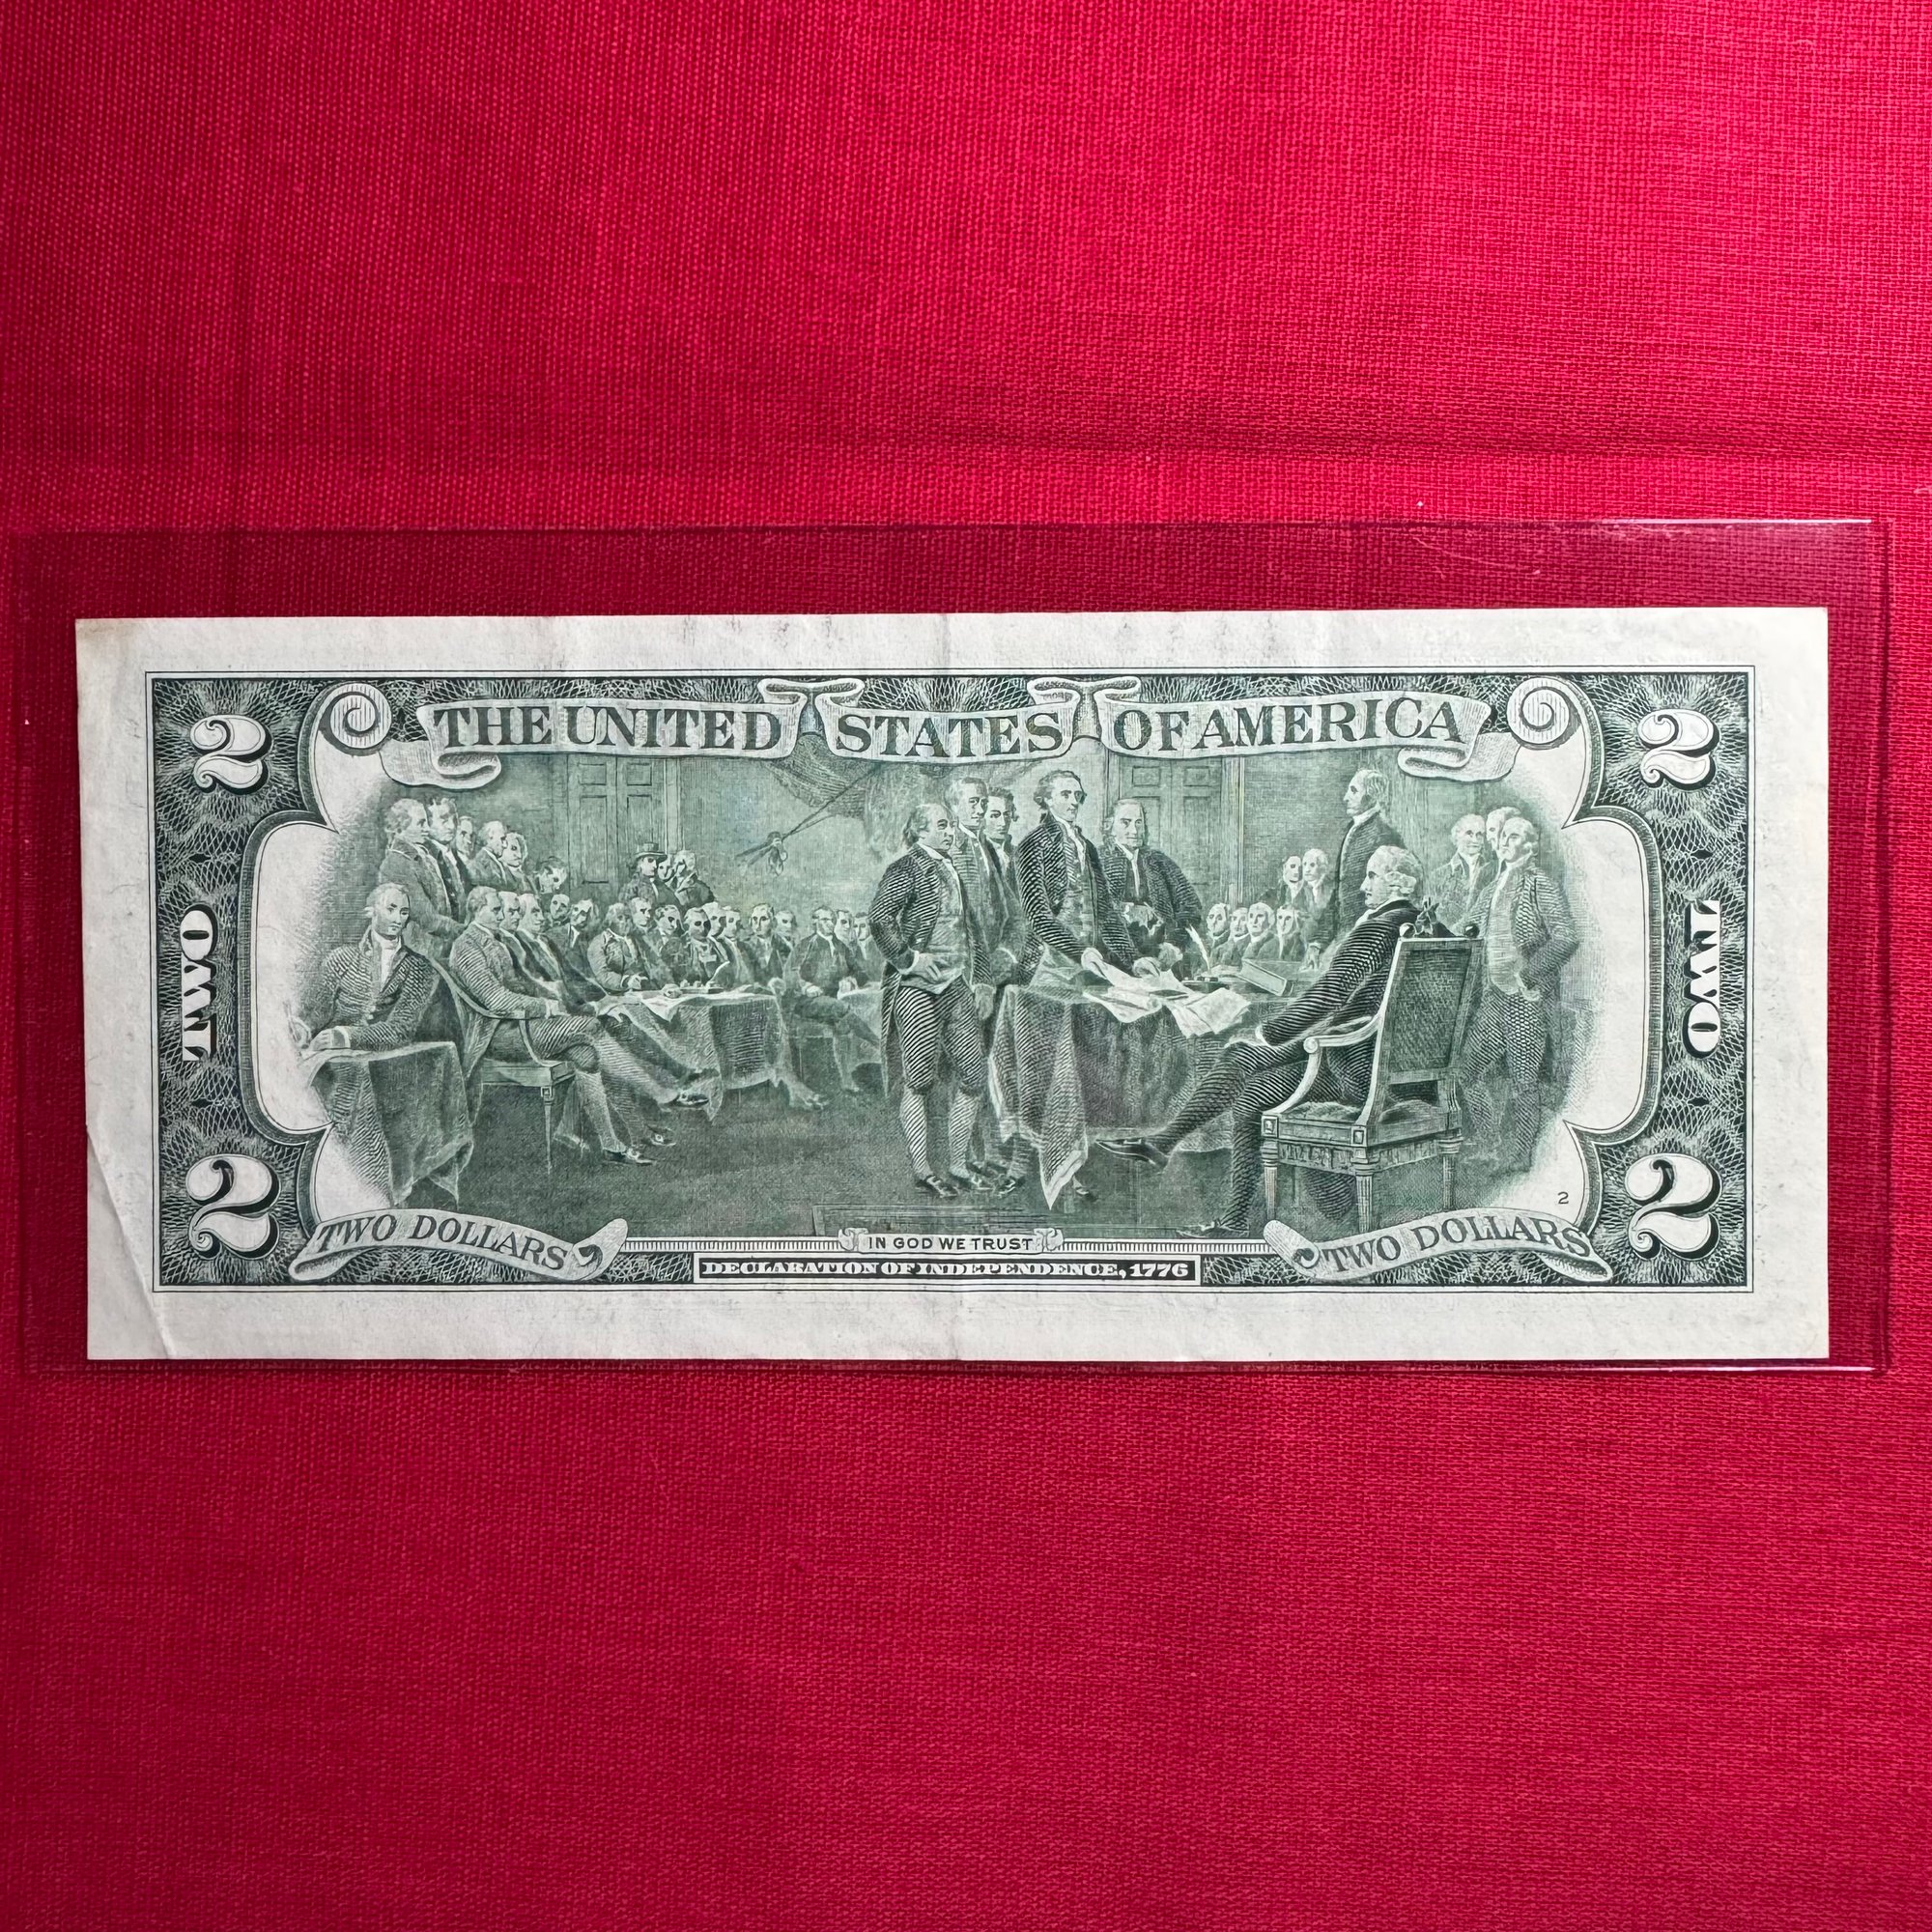 THE UNITED STATES OF AMERICA
2 2
TWO TWO
2 2
2
TWO DOLLARS TWO DOLLARS
IN GOD WE TRUST
DECLARATION OF INDEPENDENCE, 1776